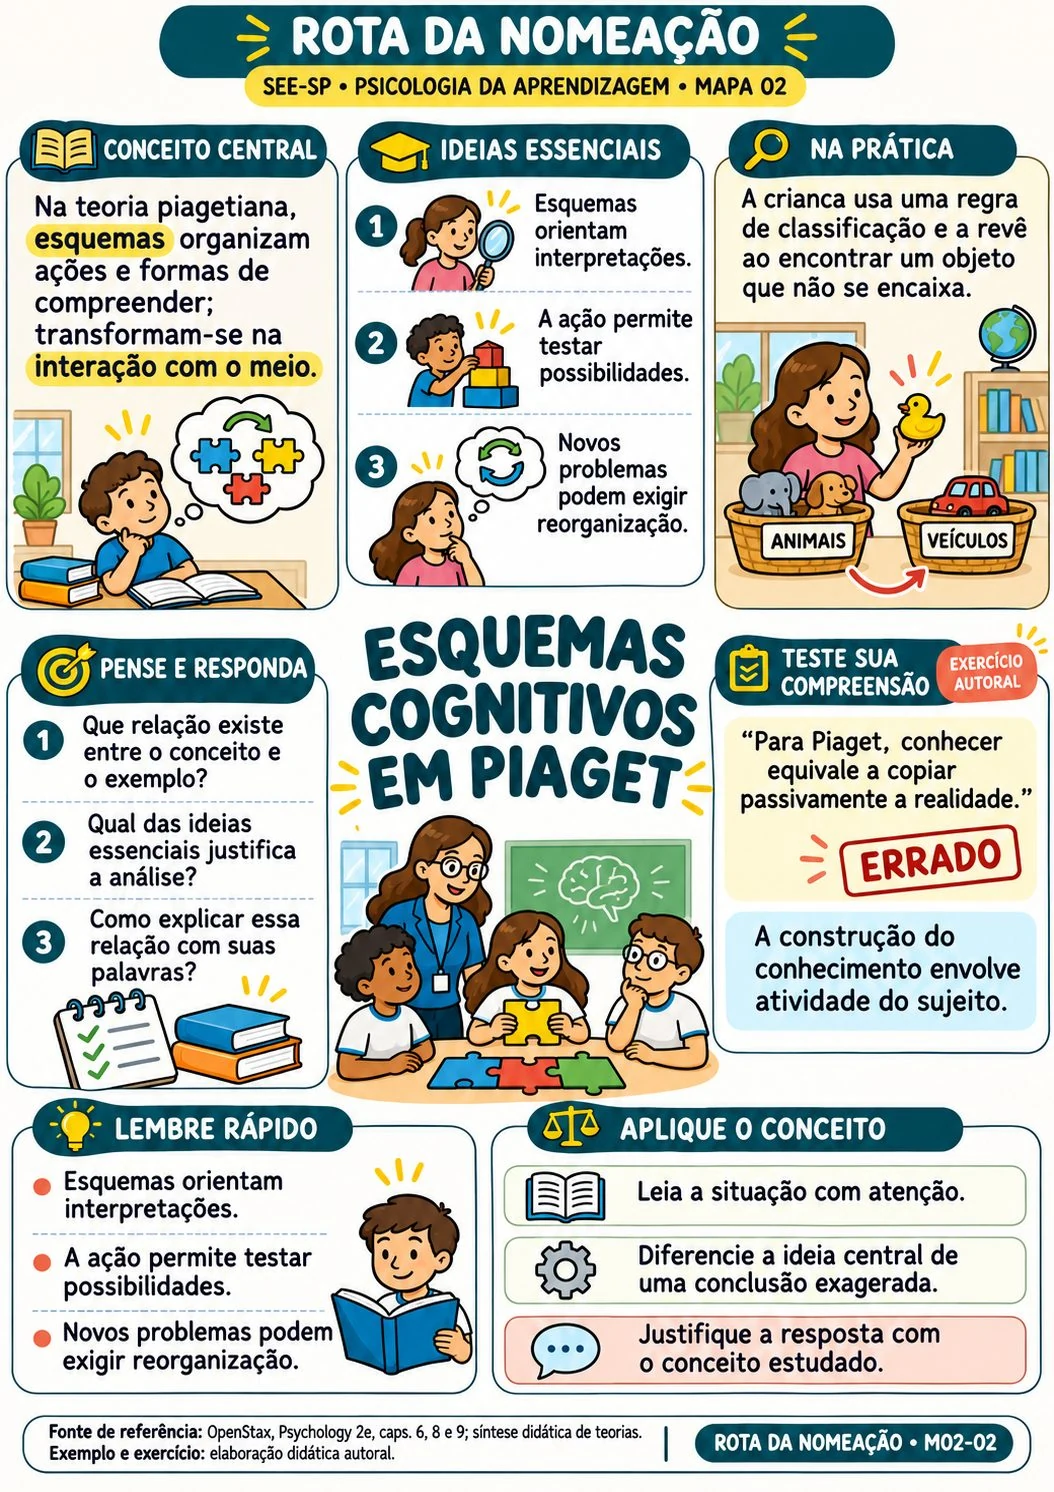 ROTA DA NOMEAÇÃO
SEE-SP • PSICOLOGIA DA APRENDIZAGEM • MAPA 02
CONCEITO CENTRAL
Na teoria piagetiana,
esquemas organizam
ações e formas de
compreender;
transformam-se na
interação com o meio.
IDEIAS ESSENCIAIS
1
Esquemas
orientam
interpretações.
2
A ação permite
testar
possibilidades.
3
Novos
problemas
podem exigir
reorganização.
NA PRÁTICA
A crianca usa uma regra
de classificação e a revê
ao encontrar um objeto
que não se encaixa.
ANIMAIS
VEÍCULOS
PENSE E RESPONDA
1
Que relação existe
entre o conceito e
o exemplo?
2
Qual das ideias
essenciais justifica
a análise?
3
Como explicar essa
relação com suas
palavras?
ESQUEMAS
COGNITIVOS
EM PIAGET
TESTE SUA
COMPREENSÃO
EXERCÍCIO
AUTORAL
“Para Piaget, conhecer
equivale a copiar
passivamente a realidade.”
ERRADO
A construção do
conhecimento envolve
atividade do sujeito.
LEMBRE RÁPIDO
Esquemas orientam
interpretações.
A ação permite testar
possibilidades.
Novos problemas podem
exigir reorganização.
APLIQUE O CONCEITO
Leia a situação com atenção.
Diferencie a ideia central de
uma conclusão exagerada.
Justifique a resposta com
o conceito estudado.
Fonte de referência: OpenStax, Psychology 2e, caps. 6, 8 e 9; síntese didática de teorias.
Exemplo e exercício: elaboração didática autoral.
ROTA DA NOMEAÇÃO • M02-02